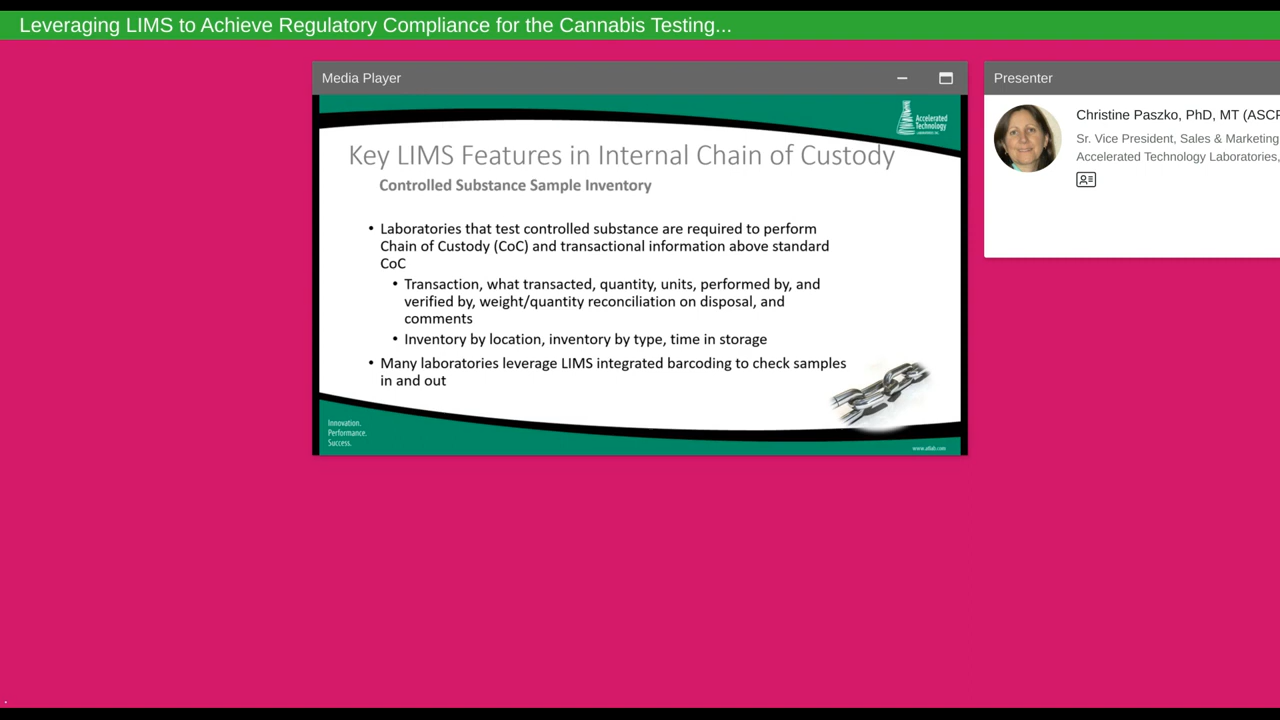 Leveraging LIMS to Achieve Regulatory Compliance for the Cannabis Testing...
Media Player
Accelerated
Technology
Key LIMS Features in Internal Chain of Custody
Controlled Substance Sample Inventory
• Laboratories that test controlled substance are required to perform
Chain of Custody (CoC) and transactional information above standard
CoC
• Transaction, what transacted, quantity, units, performed by, and
verified by, weight/quantity reconciliation on disposal, and
comments
• Inventory by location, inventory by type, time in storage
• Many laboratories leverage LIMS integrated barcoding to check samples
in and out
Innovation.
Performance.
Success.
www.atlab.com
Presenter
Christine Paszko, PhD, MT (ASCP
Sr. Vice President, Sales & Marketing
Accelerated Technology Laboratories,